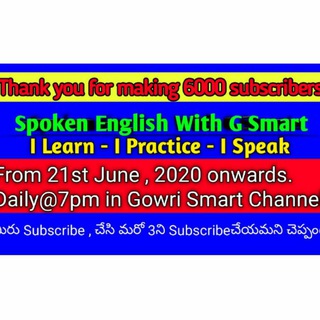 Thank you for making 6000 subscribers
Spoken English With G Smart
I Learn - I Practice - I Speak
From 21st June , 2020 onwards.
Daily@7pm in Gowri Smart Channel
Subscribe , చేసి మరో 3ని Subscribeచేయమని